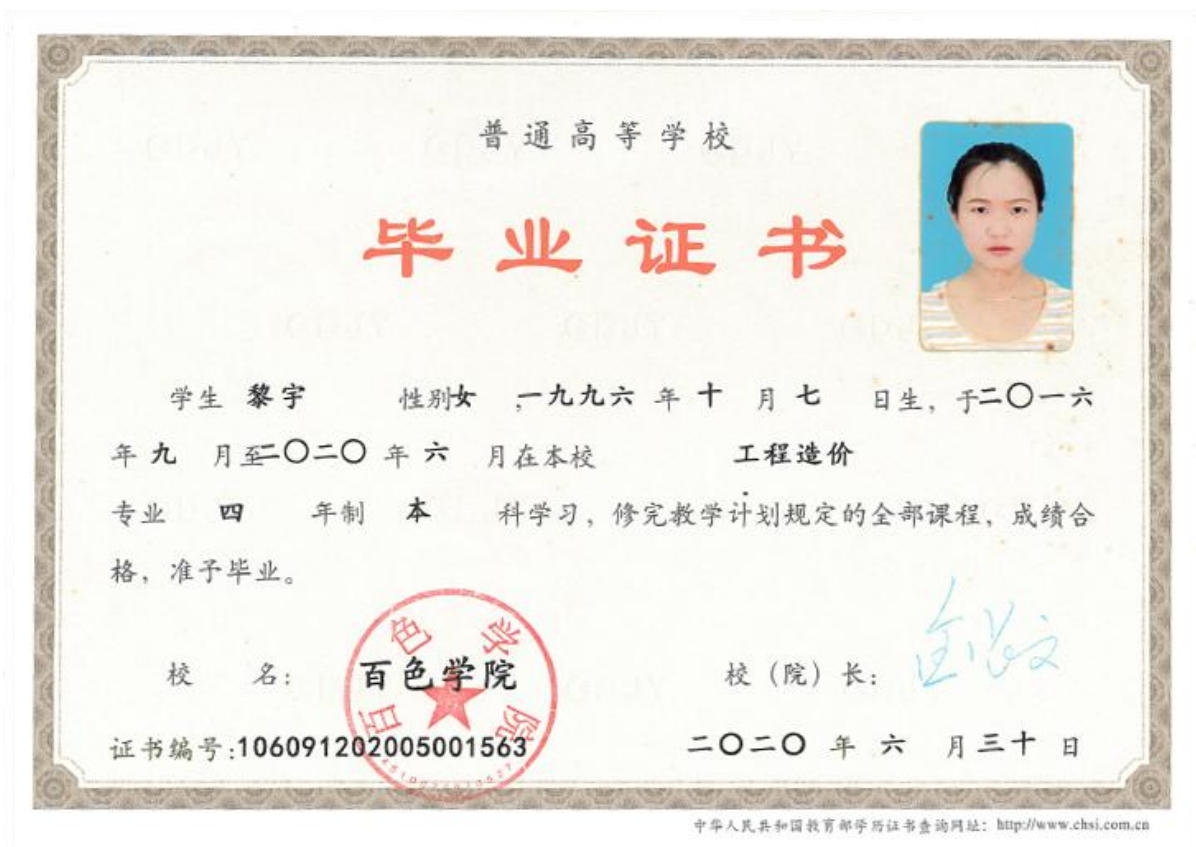 普通高等学校
毕业证书
学生 黎宇 性别女 ,一九九六 年 十 月 七 日生，于二〇一六
年 九 月至二〇二〇 年 六 月在本校 工程造价
专业 四 年制 本 科学习，修完教学计划规定的全部课程，成绩合
格，准予毕业。
百色学院
校 名: 百色学院 校（院）长:
证书编号:106091202005001563 二〇二〇 年 六 月 三十 日
中华人民共和国教育部学历证书查询网址: http://www.chsi.com.cn